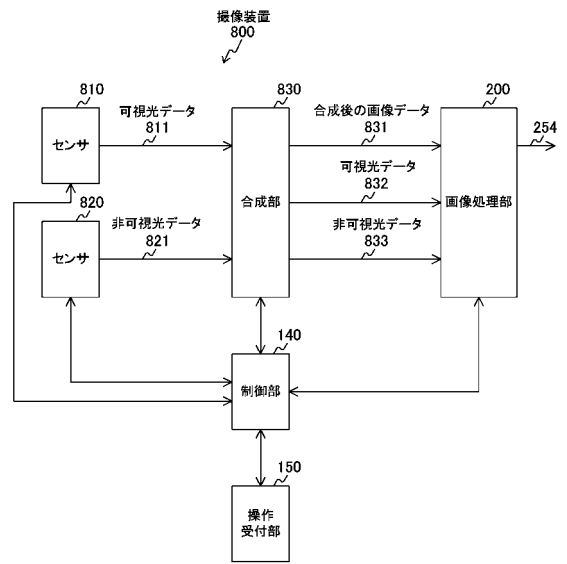 撮像装置
800
810
可視光データ
811
センサ
830
合成後の画像データ
831
200
254
可視光データ
832
合成部
画像処理部
820
非可視光データ
821
センサ
非可視光データ
833
140
制御部
150
操作
受付部